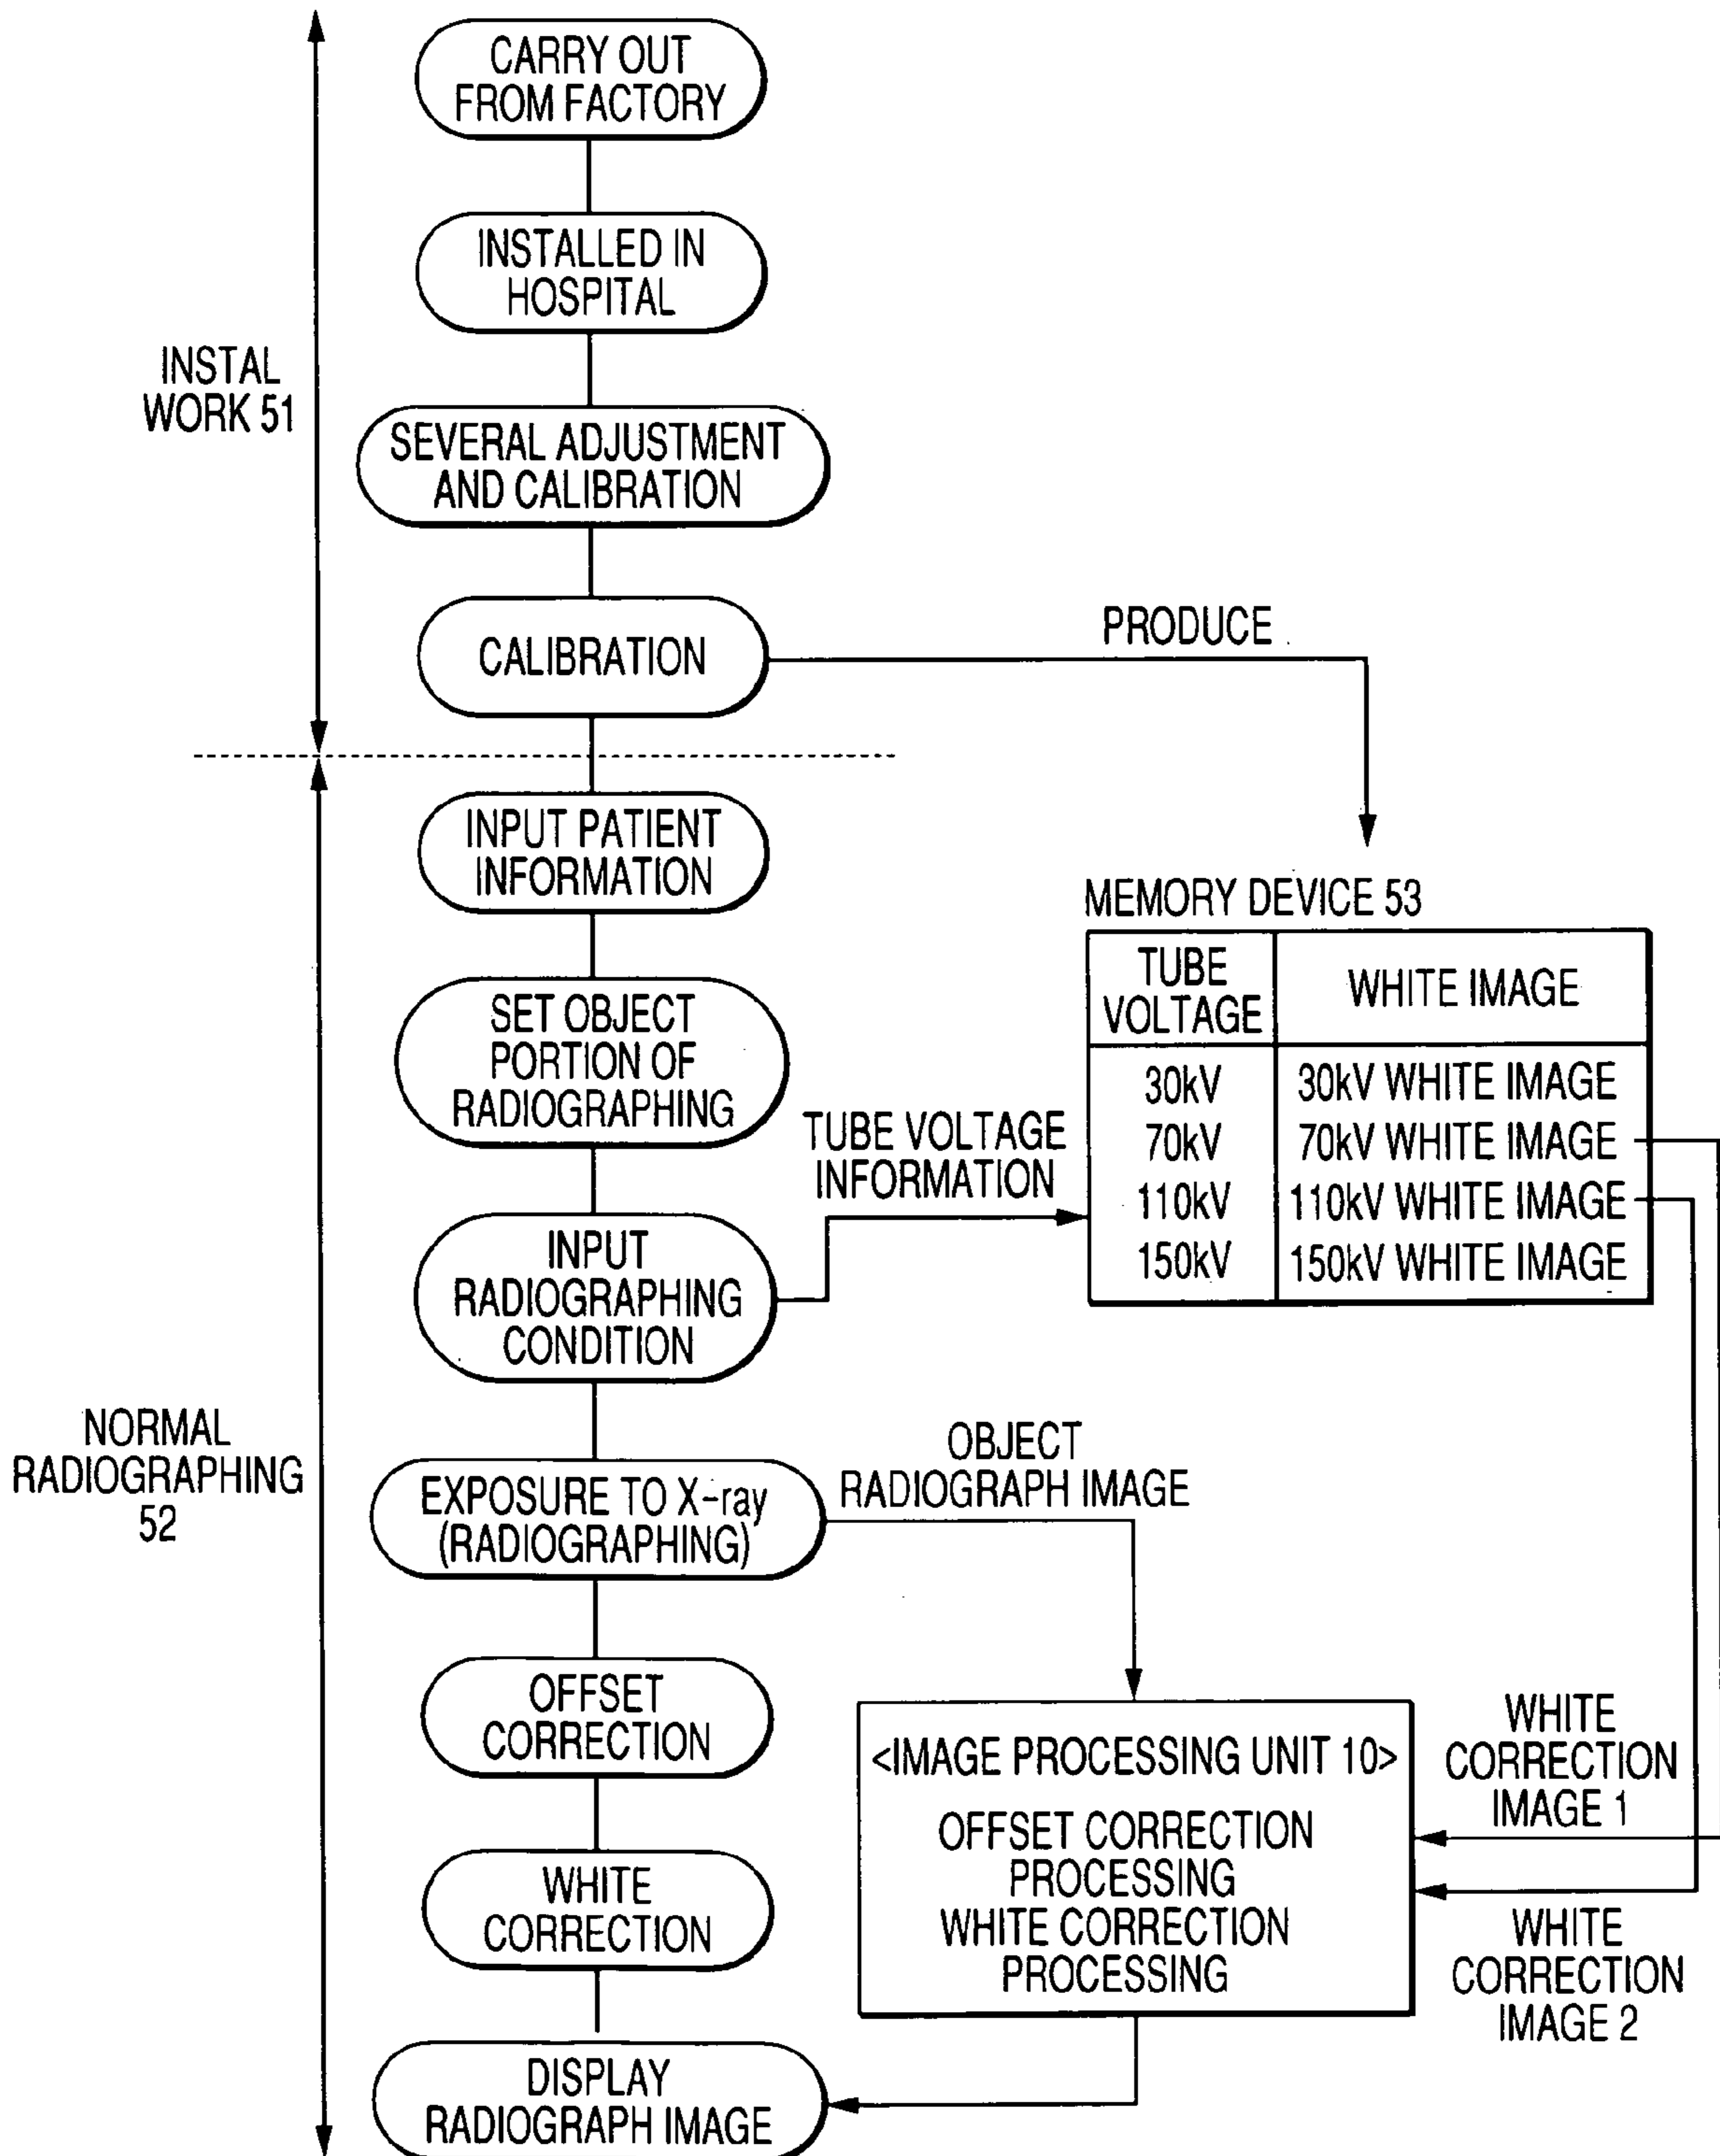 CARRY OUT
FROM FACTORY
INSTALLED IN
HOSPITAL
INSTAL
WORK 51
SEVERAL ADJUSTMENT
AND CALIBRATION
CALIBRATION
PRODUCE
INPUT PATIENT
INFORMATION
MEMORY DEVICE 53
TUBE
VOLTAGE
WHITE IMAGE
30kV
30kV WHITE IMAGE
70kV
70kV WHITE IMAGE
110kV
110kV WHITE IMAGE
150kV
150kV WHITE IMAGE
SET OBJECT
PORTION OF
RADIOGRAPHING
TUBE VOLTAGE
INFORMATION
INPUT
RADIOGRAPHING
CONDITION
NORMAL
RADIOGRAPHING
52
OBJECT
RADIOGRAPH IMAGE
EXPOSURE TO X-ray
(RADIOGRAPHING)
OFFSET
CORRECTION
<IMAGE PROCESSING UNIT 10>
OFFSET CORRECTION
PROCESSING
WHITE CORRECTION
PROCESSING
WHITE
CORRECTION
IMAGE 1
WHITE
CORRECTION
IMAGE 2
WHITE
CORRECTION
DISPLAY
RADIOGRAPH IMAGE